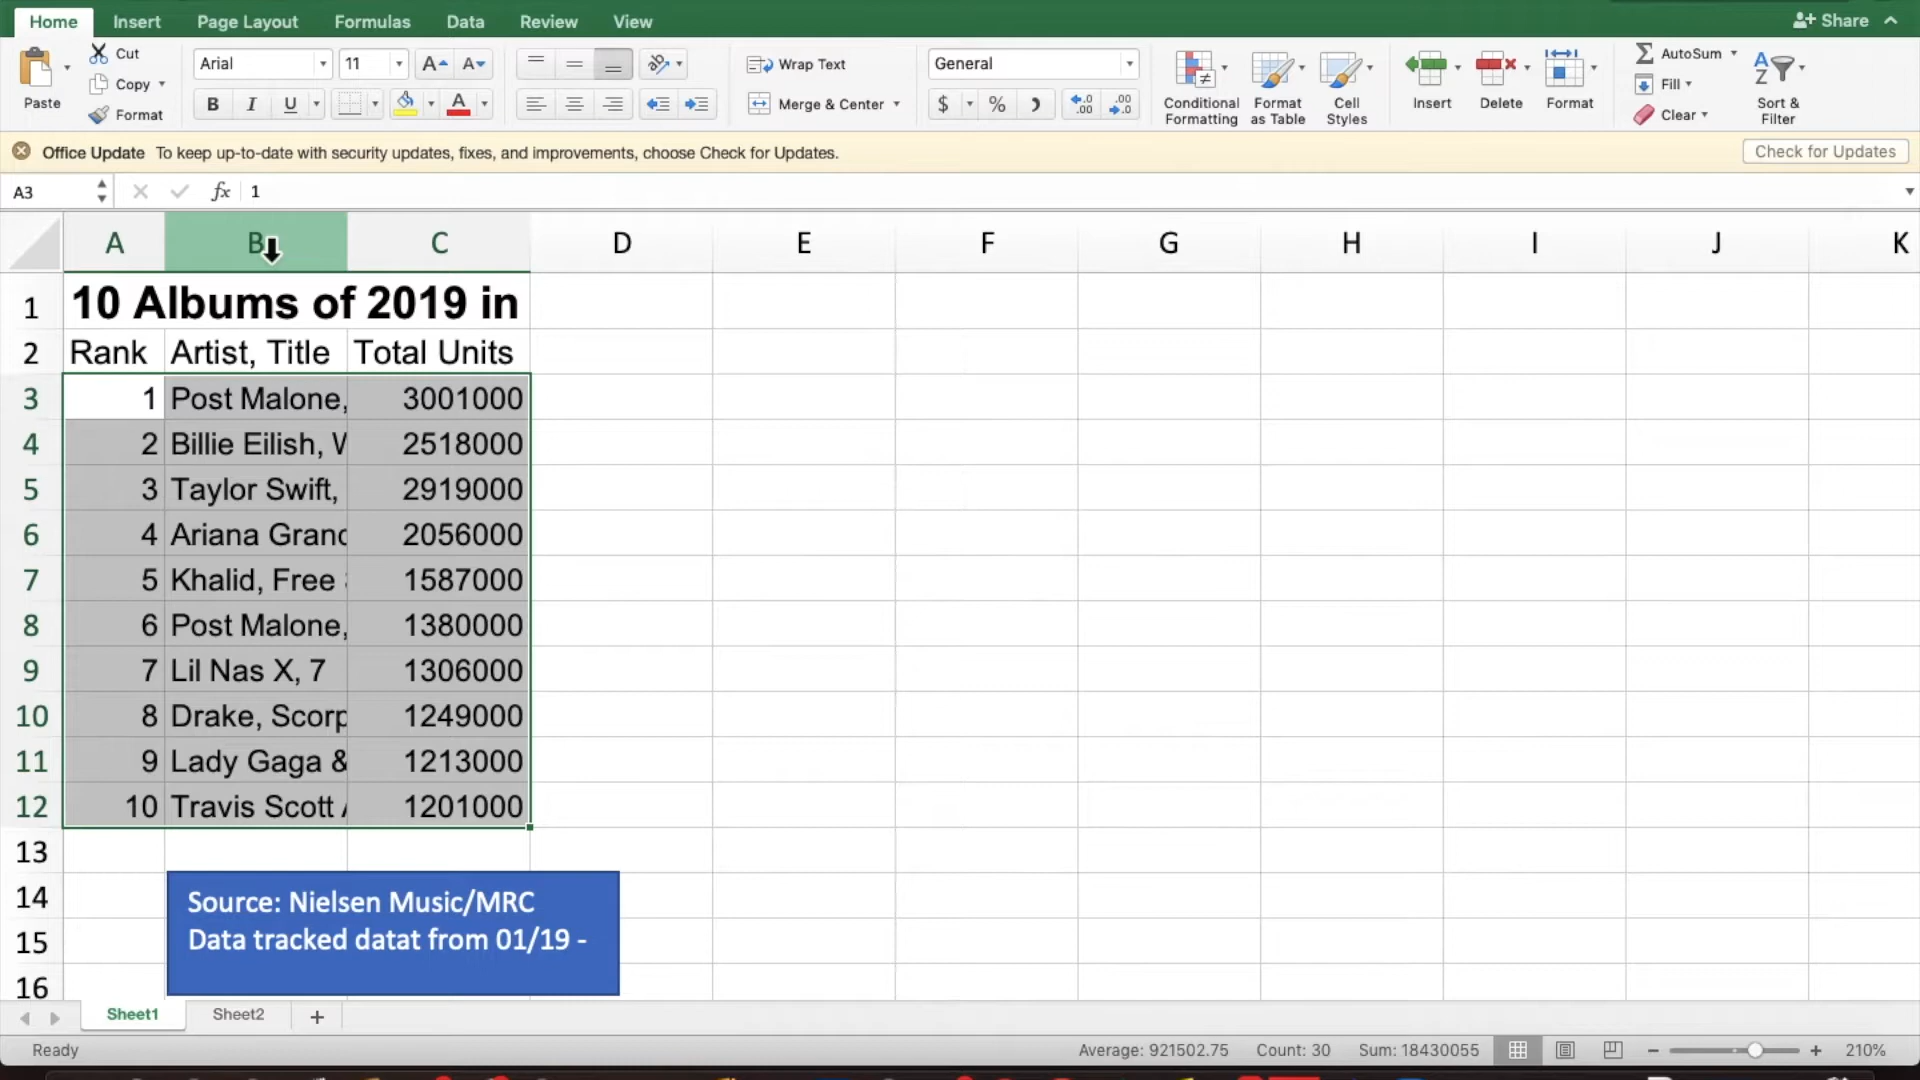 Home Insert Page Layout Formulas Data Review View Share
Cut
Copy
Format
Paste
Arial 11 A A
B I U A
Wrap Text
Merge & Center
General
$ % .0 .00 .00 .0
Conditional Formatting
Format as Table
Cell Styles
Insert Delete Format
AutoSum
Fill
Clear
A Z
Sort & Filter
Office Update To keep up-to-date with security updates, fixes, and improvements, choose Check for Updates. Check for Updates
A3 fx 1
A B C D E F G H I J K
1 10 Albums of 2019 in
2 Rank Artist, Title Total Units
3 1 Post Malone, 3001000
4 2 Billie Eilish, 2518000
5 3 Taylor Swift, 2919000
6 4 Ariana Grand 2056000
7 5 Khalid, Free 1587000
8 6 Post Malone, 1380000
9 7 Lil Nas X, 7 1306000
10 8 Drake, Scorp 1249000
11 9 Lady Gaga & 1213000
12 10 Travis Scott 1201000
13
14
15
16
Source: Nielsen Music/MRC
Data tracked datat from 01/19 -
Sheet1 Sheet2 +
Ready Average: 921502.75 Count: 30 Sum: 18430055 210%